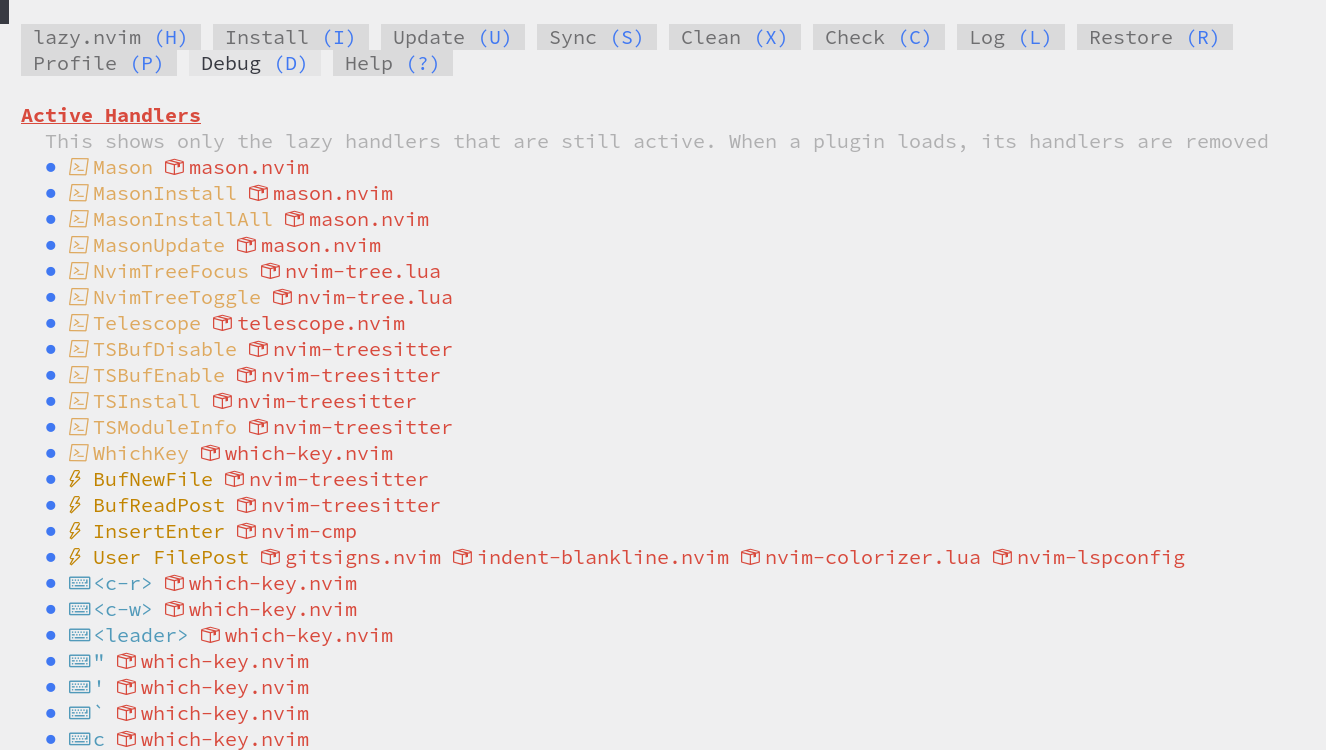 lazy.nvim (H) Install (I) Update (U) Sync (S) Clean (X) Check (C) Log (L) Restore (R)
Profile (P) Debug (D) Help (?)
Active Handlers
This shows only the lazy handlers that are still active. When a plugin loads, its handlers are removed
● Mason mason.nvim
● MasonInstall mason.nvim
● MasonInstallAll mason.nvim
● MasonUpdate mason.nvim
● NvimTreeFocus nvim-tree.lua
● NvimTreeToggle nvim-tree.lua
● Telescope telescope.nvim
● TSBufDisable nvim-treesitter
● TSBufEnable nvim-treesitter
● TSInstall nvim-treesitter
● TSModuleInfo nvim-treesitter
● WhichKey which-key.nvim
● BufNewFile nvim-treesitter
● BufReadPost nvim-treesitter
● InsertEnter nvim-cmp
● User FilePost gitsigns.nvim indent-blankline.nvim nvim-colorizer.lua nvim-lspconfig
● <c-r> which-key.nvim
● <c-w> which-key.nvim
● <leader> which-key.nvim
● " which-key.nvim
● ' which-key.nvim
● ` which-key.nvim
● c which-key.nvim